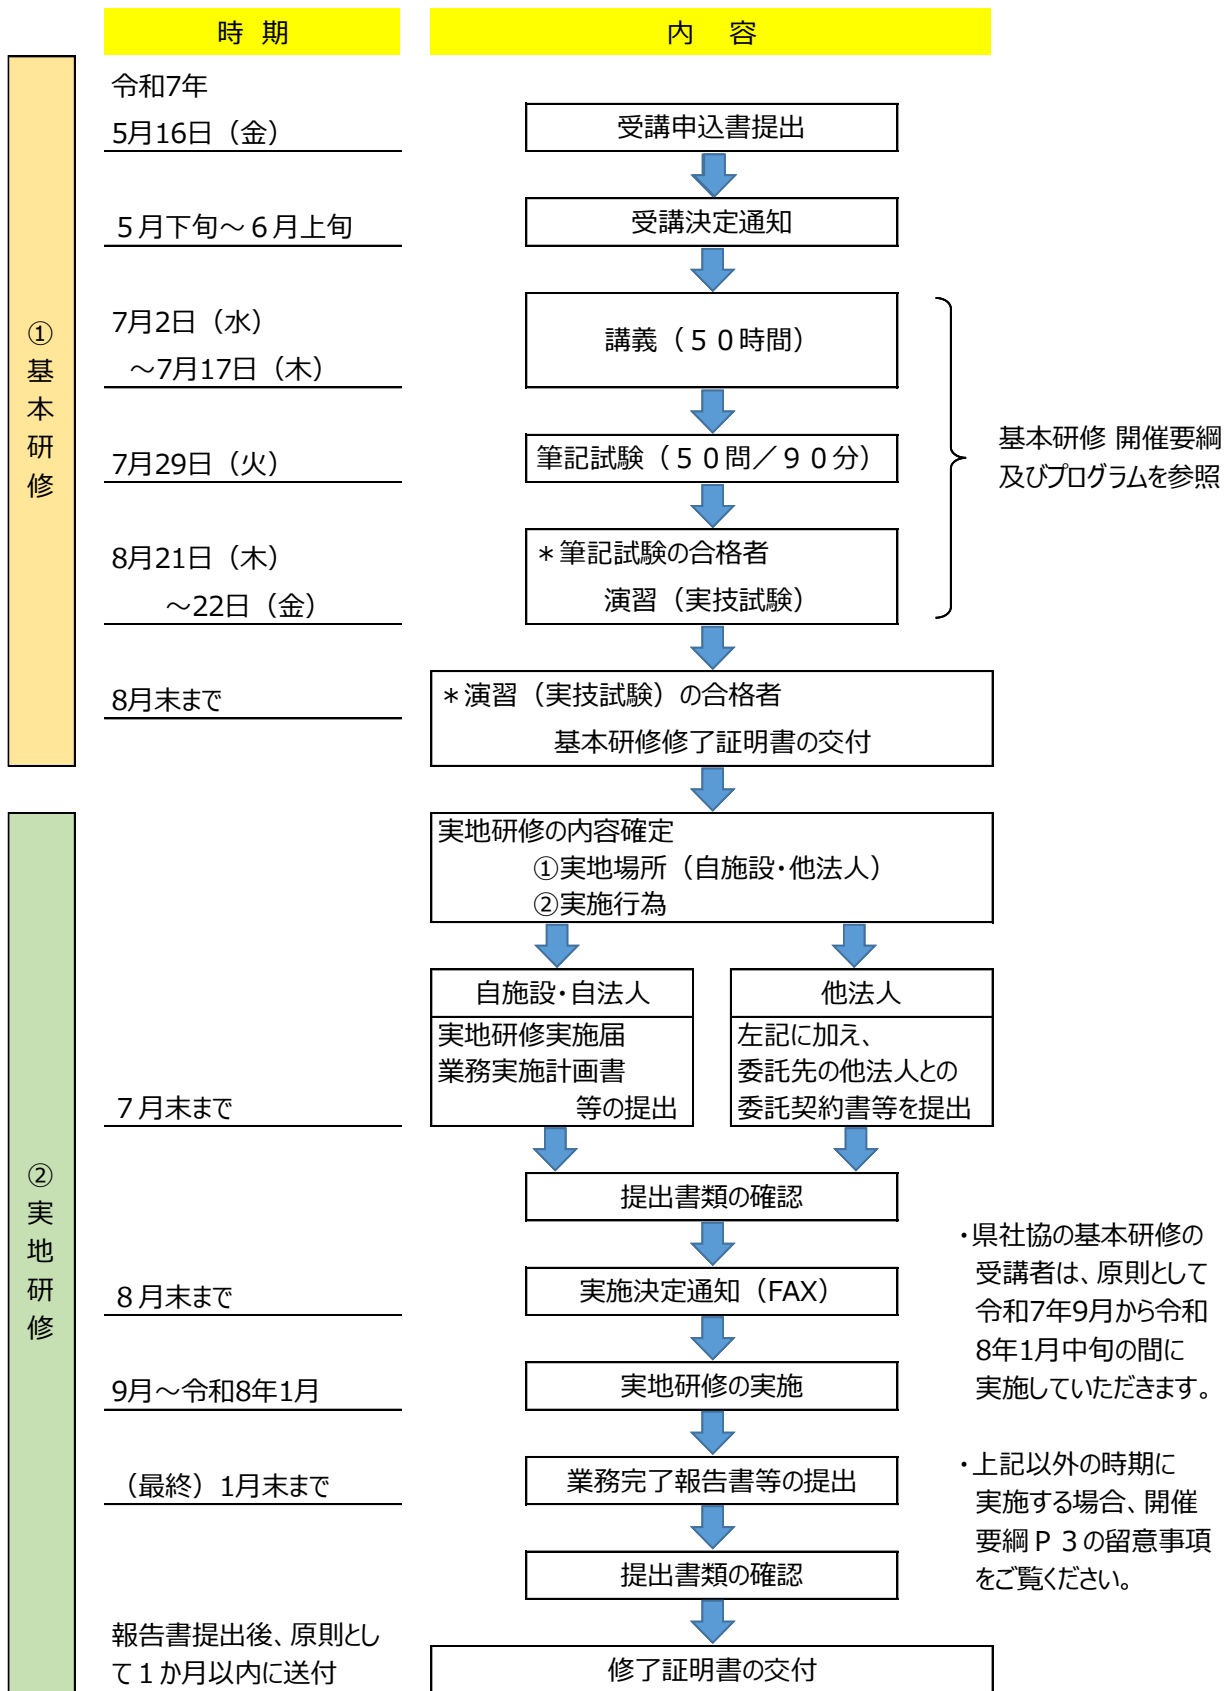 時 期
内 容
①
基
本
研
修
令和7年
5月16日（金）
受講申込書提出
５月下旬～６月上旬
受講決定通知
7月2日（水）
～7月17日（木）
講義（５０時間）
7月29日（火）
筆記試験（５０問／９０分）
8月21日（木）
～22日（金）
＊筆記試験の合格者
演習（実技試験）
基本研修 開催要綱
及びプログラムを参照
8月末まで
＊演習（実技試験）の合格者
基本研修修了証明書の交付
②
実
地
研
修
実地研修の内容確定
①実地場所（自施設・他法人）
②実施行為
自施設・自法人
実地研修実施届
業務実施計画書
等の提出
他法人
左記に加え、
委託先の他法人との
委託契約書等を提出
７月末まで
提出書類の確認
８月末まで
実施決定通知（FAX）
9月～令和8年1月
実地研修の実施
（最終）1月末まで
業務完了報告書等の提出
提出書類の確認
・県社協の基本研修の
受講者は、原則として
令和7年9月から令和
8年1月中旬の間に
実施していただきます。
・上記以外の時期に
実施する場合、開催
要綱Ｐ３の留意事項
をご覧ください。
報告書提出後、原則とし
て１か月以内に送付
修了証明書の交付